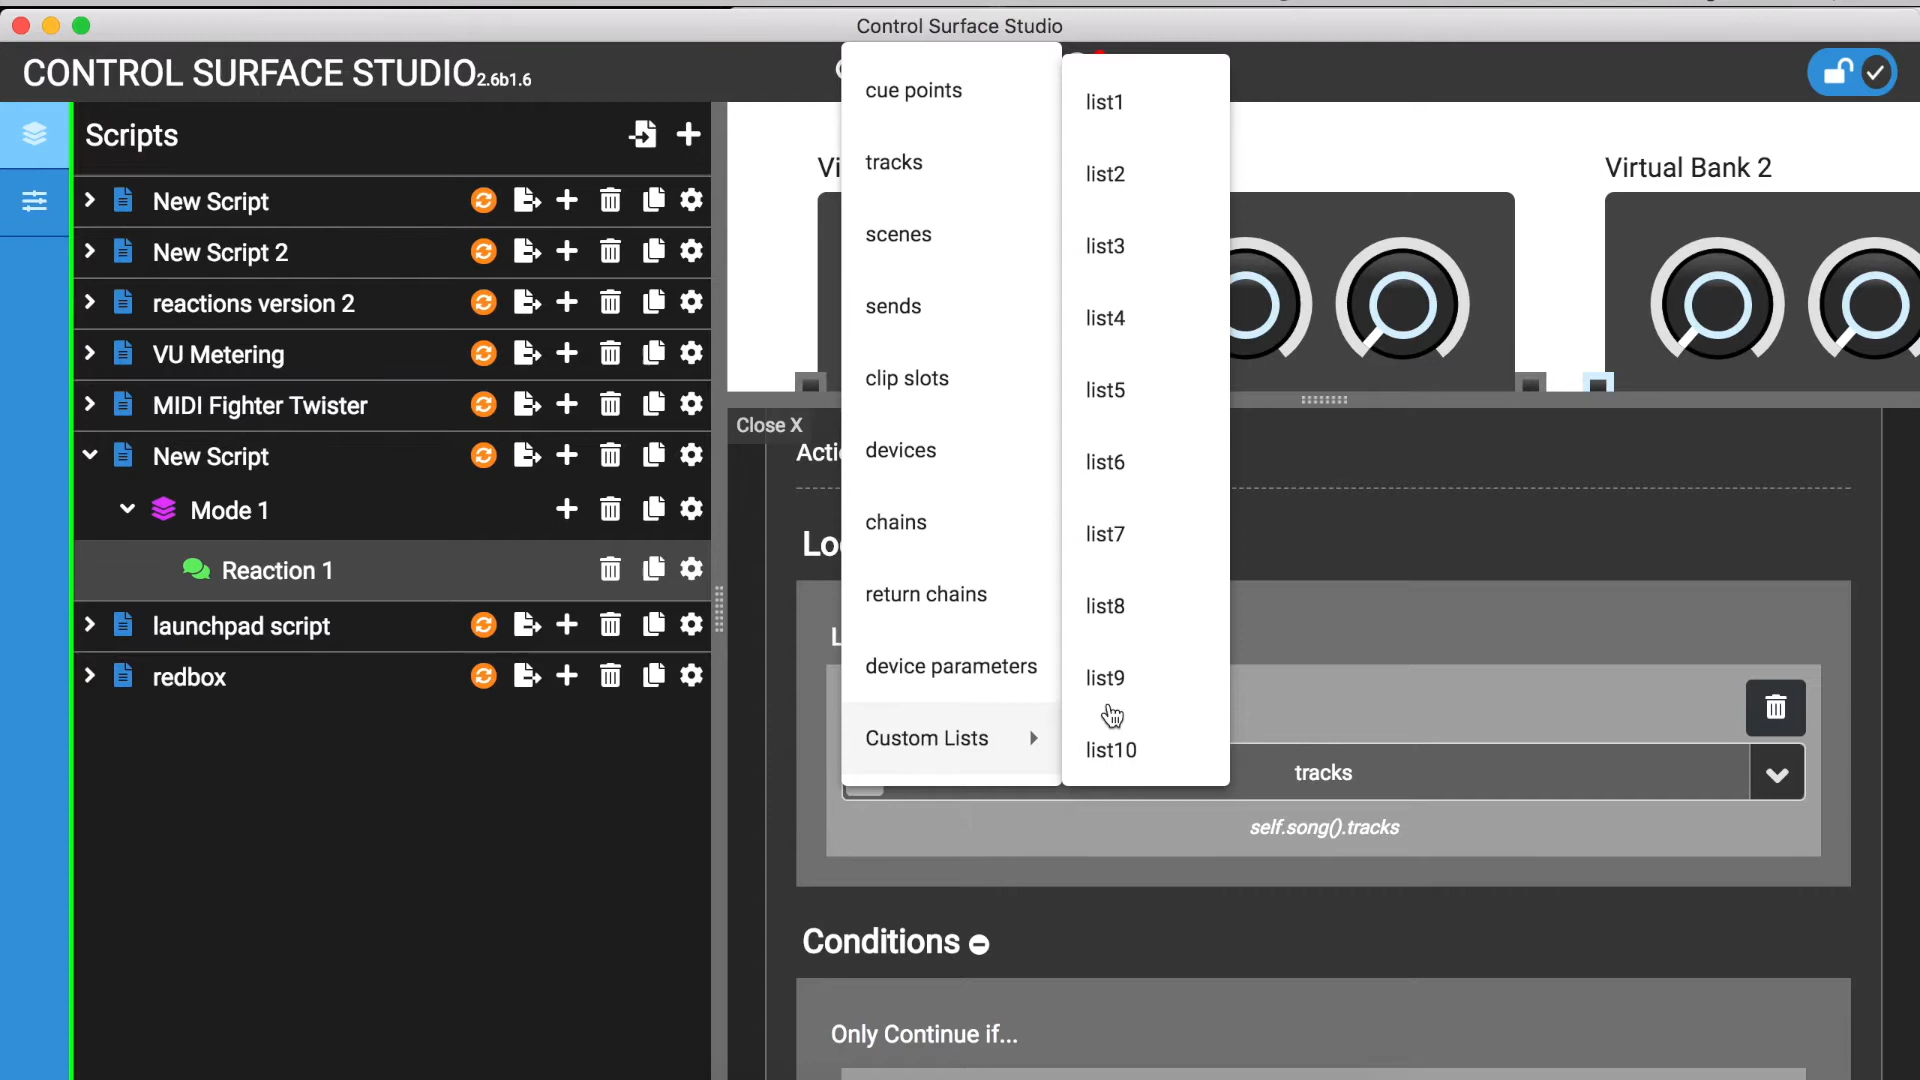 Control Surface Studio
CONTROL SURFACE STUDIO2.6b1.6
Scripts
New Script
New Script 2
reactions version 2
VU Metering
MIDI Fighter Twister
New Script
Mode 1
Reaction 1
launchpad script
redbox
cue points
tracks
scenes
sends
clip slots
devices
chains
return chains
device parameters
Custom Lists
list1
list2
list3
list4
list5
list6
list7
list8
list9
list10
Virtual Bank 2
Close X
tracks
self.song().tracks
Conditions
Only Continue if...